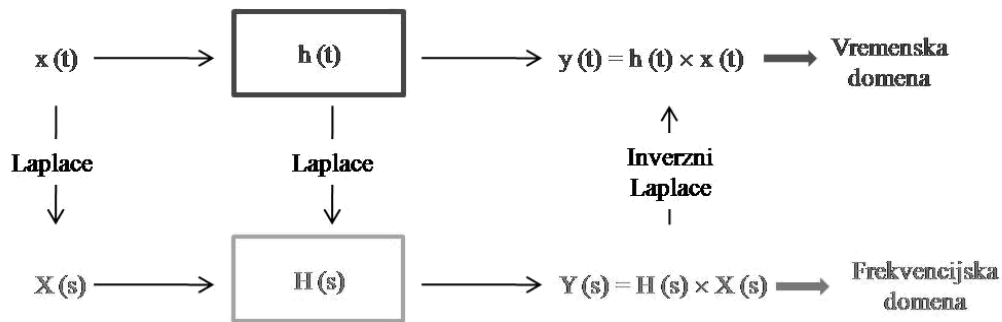 x (t)
h (t)
y (t) = h (t) × x (t)
Vremenska
domena
Laplace
Laplace
Inverzni
Laplace
X (s)
H (s)
Y (s) = H (s) × X (s)
Frekvencijska
domena